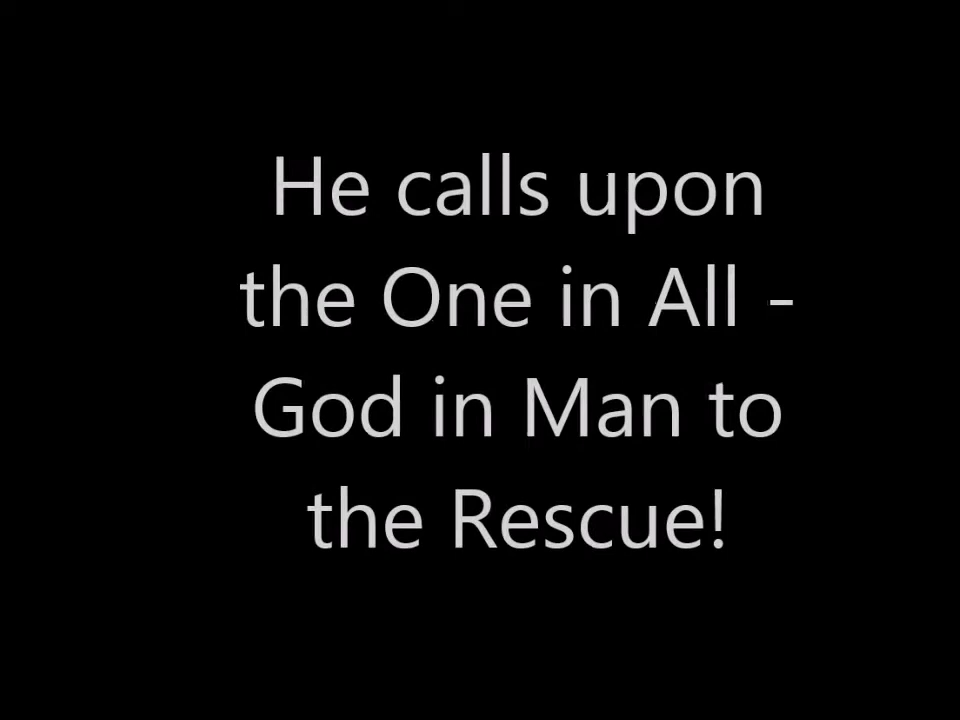 He calls upon
the One in All -
God in Man to
the Rescue!